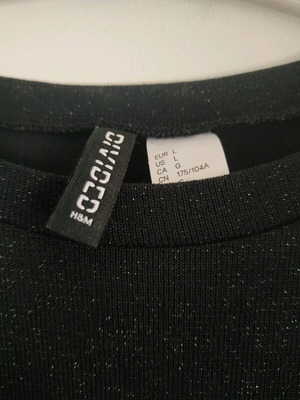 DIVIDED
H&M
EUR L
US L
CA G
CN 175/104A